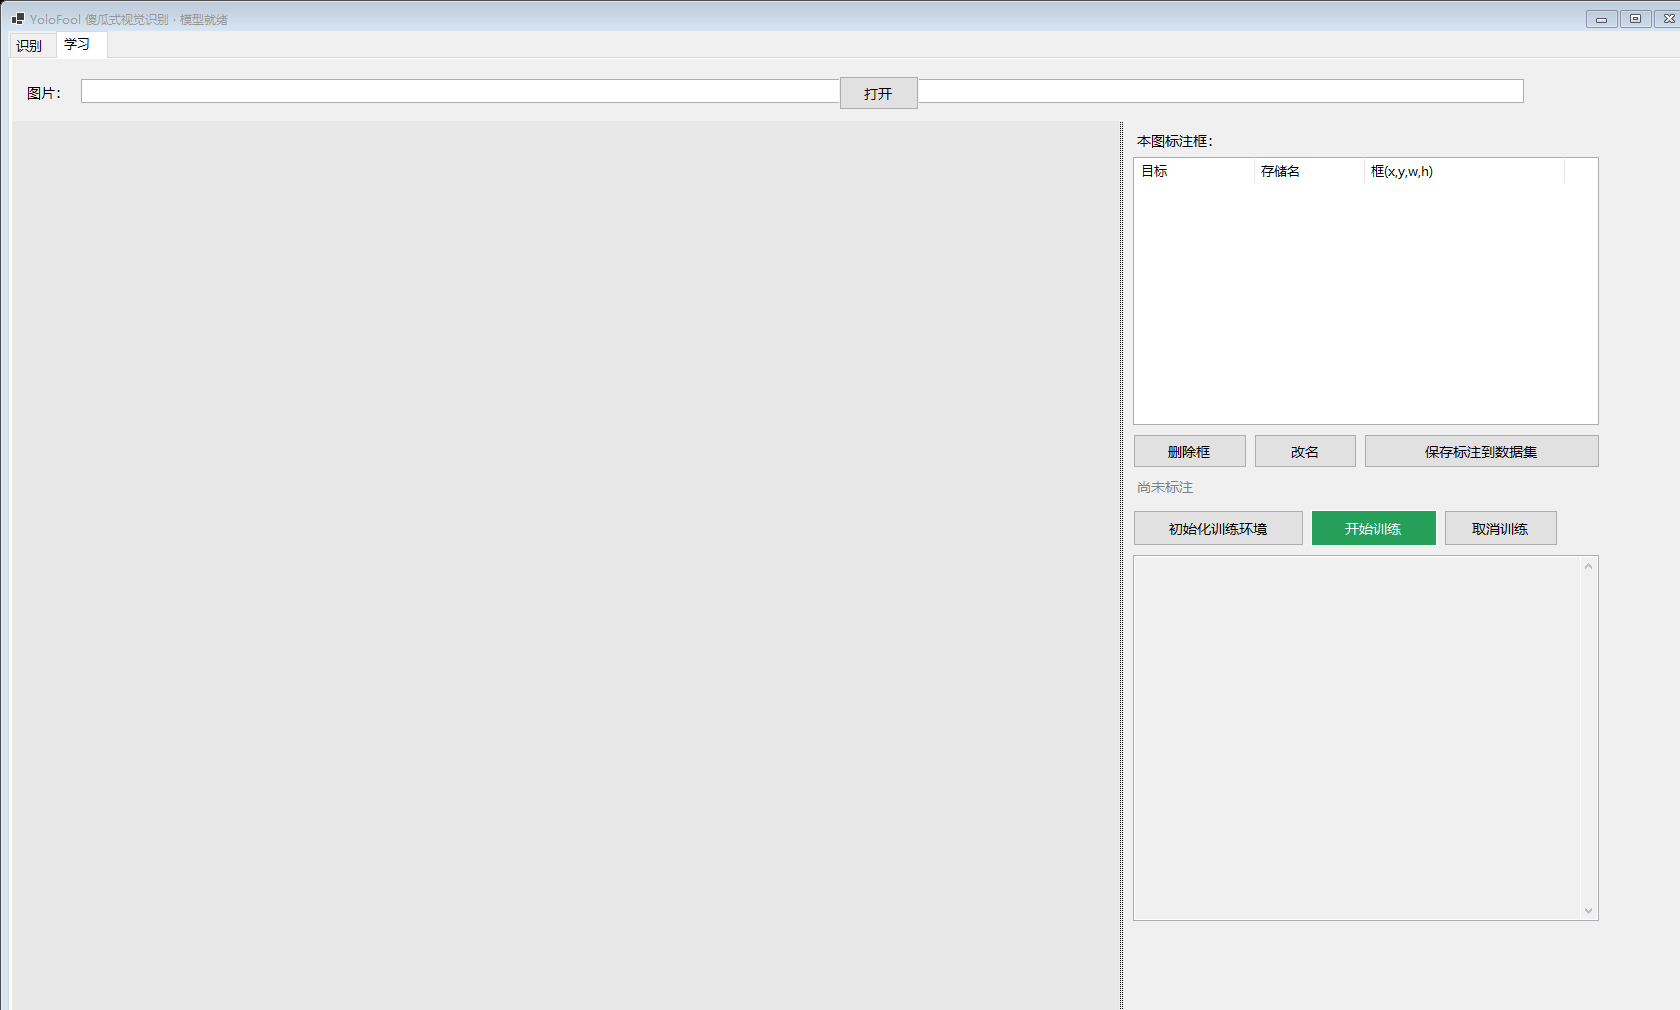 YoloFool 傻瓜式视觉识别 · 模型就绪
识别 学习
图片： 打开
本图标注框：
目标 存储名 框(x,y,w,h)
删除框 改名 保存标注到数据集
尚未标注
初始化训练环境 开始训练 取消训练